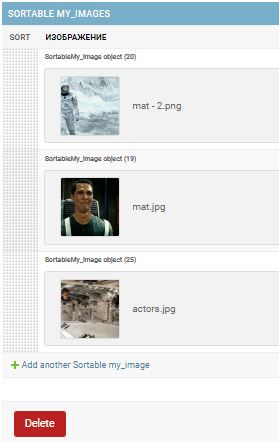 SORTABLE MY_IMAGES
SORT ИЗОБРАЖЕНИЕ
SortableMy_Image object (20)
mat - 2.png
SortableMy_Image object (19)
mat.jpg
SortableMy_Image object (25)
actors.jpg
Add another Sortable my_image
Delete